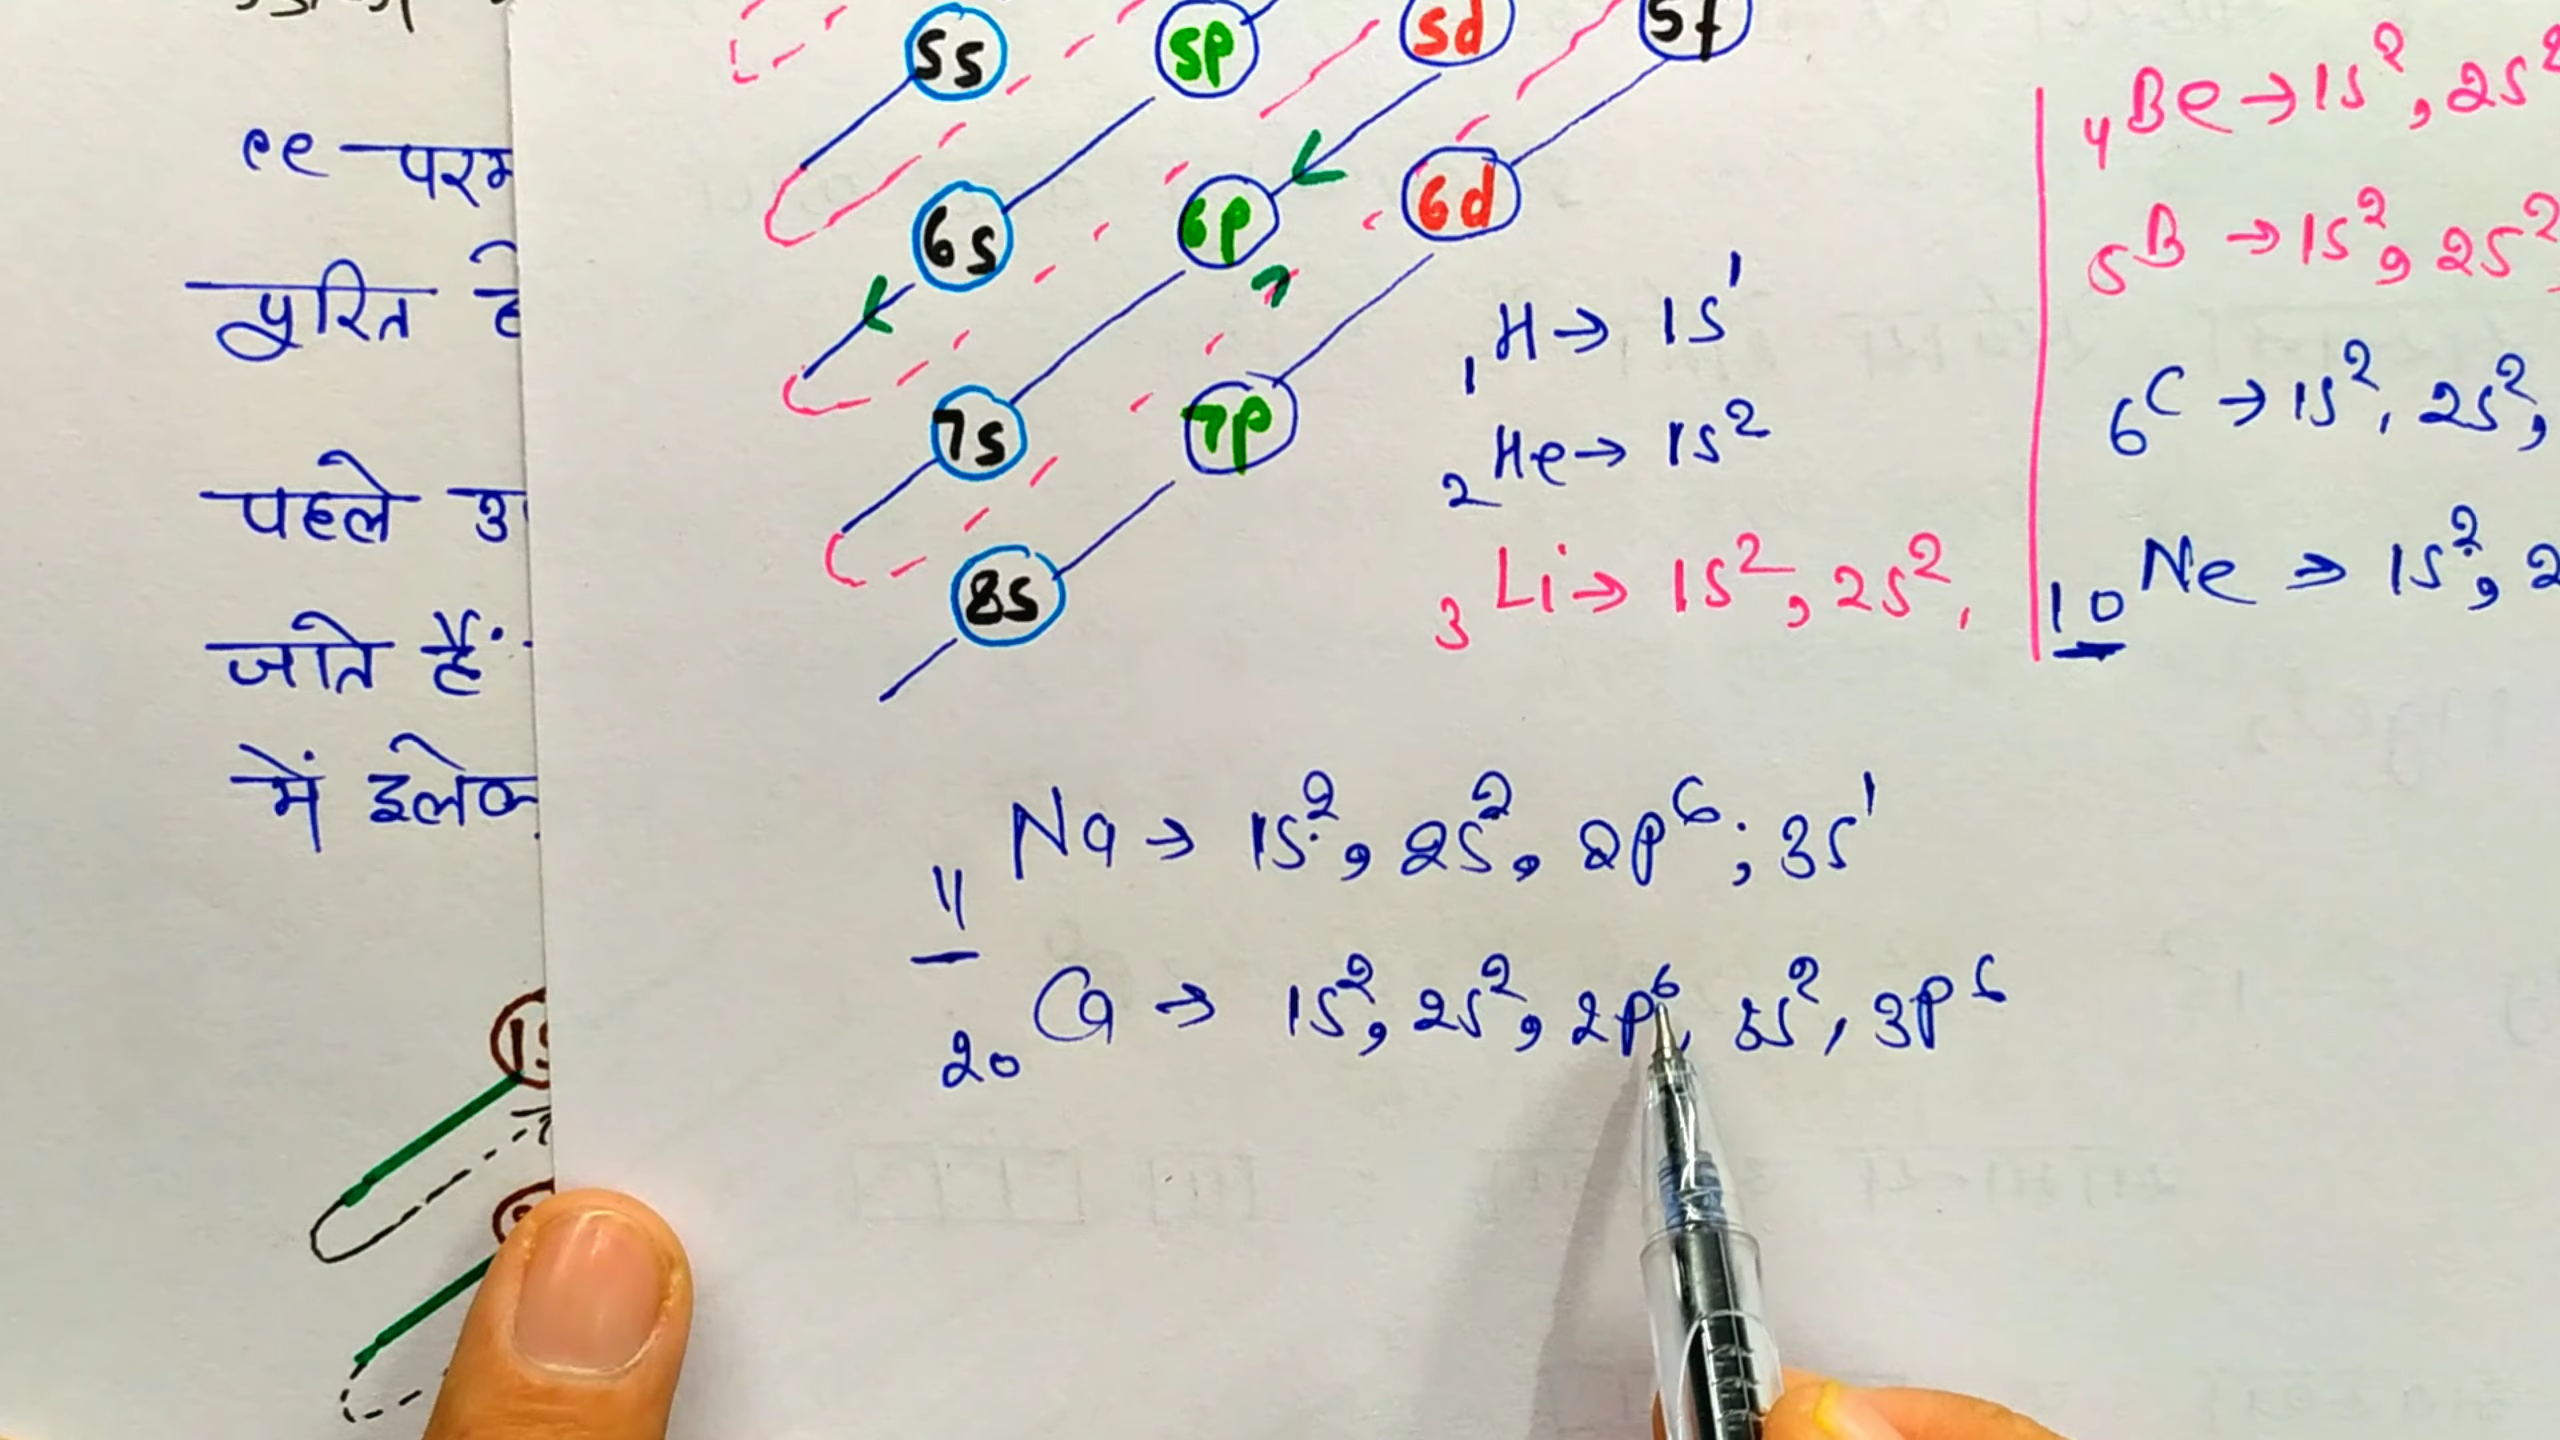 ee परम
पूरित
पहले
जाते हैं
में इलेक
5s 5p 5d 5f
6s 6p 6d
7s 7p
8s
₁H → 1s¹
₂He → 1s²
₃Li → 1s², 2s²,
₄Be → 1s², 2s²
₅B → 1s², 2s²,
₆C → 1s², 2s²,
₁₀Ne → 1s², 2
₁₁Na → 1s², 2s², 2p⁶; 3s¹
₂₀Ca → 1s², 2s², 2p⁶, 3s², 3p⁶